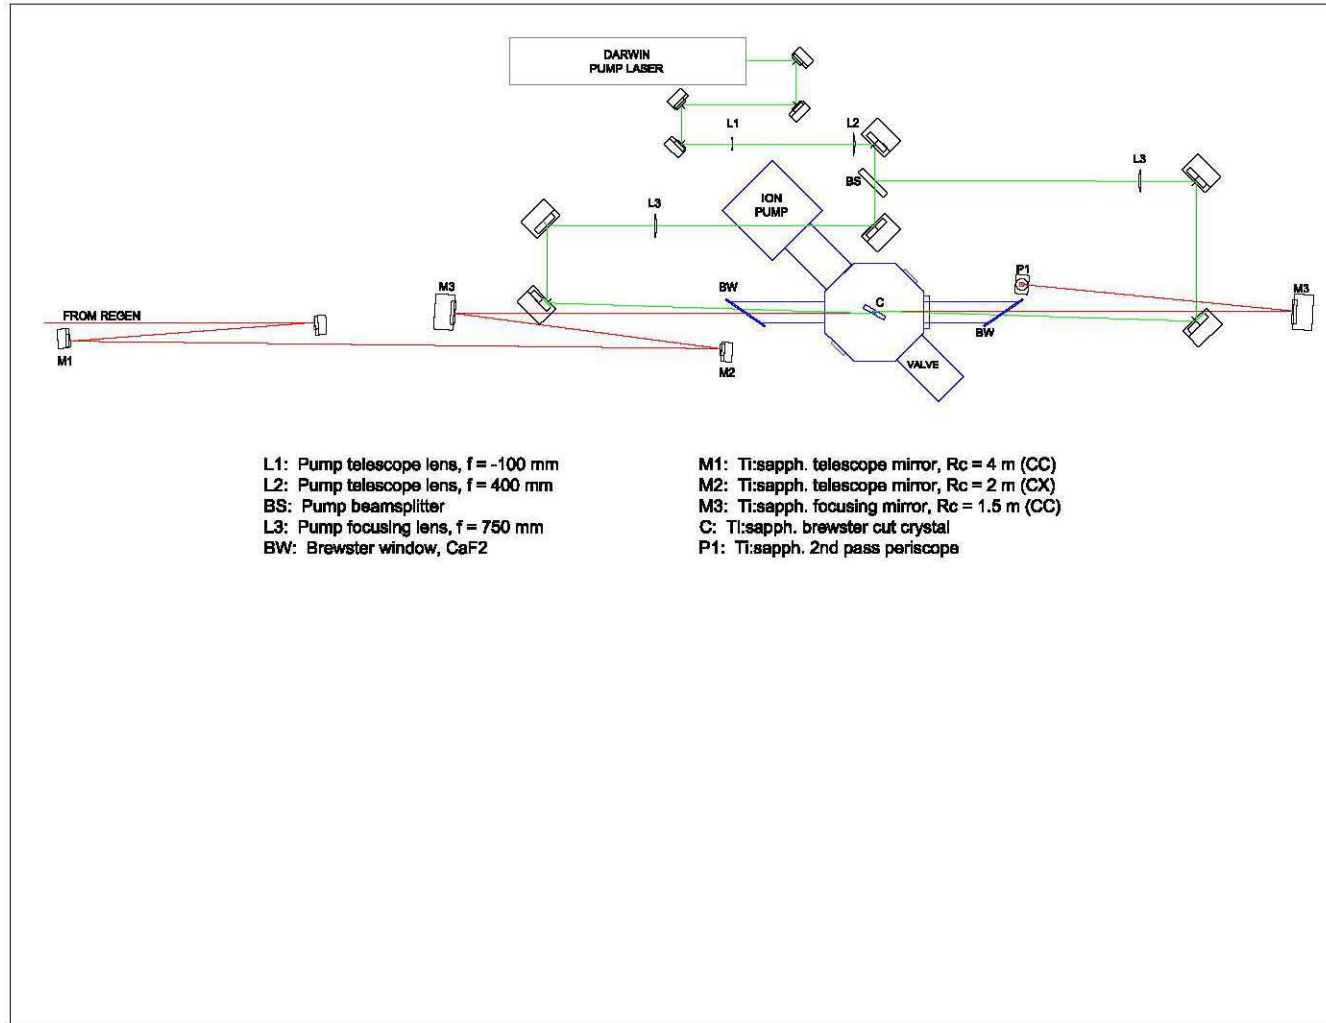 DARWIN
PUMP LASER
L1
L2
BS
L3
L3
ION
PUMP
P1
M3
BW
C
M3
FROM REGEN
BW
M1
M2
VALVE
L1: Pump telescope lens, f = -100 mm
L2: Pump telescope lens, f = 400 mm
BS: Pump beamsplitter
L3: Pump focusing lens, f = 750 mm
BW: Brewster window, CaF2
M1: Ti:sapph. telescope mirror, Rc = 4 m (CC)
M2: Ti:sapph. telescope mirror, Rc = 2 m (CX)
M3: Ti:sapph. focusing mirror, Rc = 1.5 m (CC)
C: Ti:sapph. brewster cut crystal
P1: Ti:sapph. 2nd pass periscope